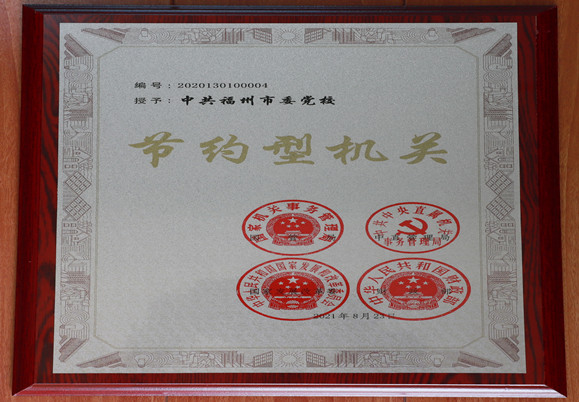 编号:2020130100004
授予:中共福州市委党校
节约型机关
国家机关事务管理局
中共中央直属机关
事务管理局
中华人民共和国国家发展和改革委员会
中华人民共和国财政部
2021年8月23日